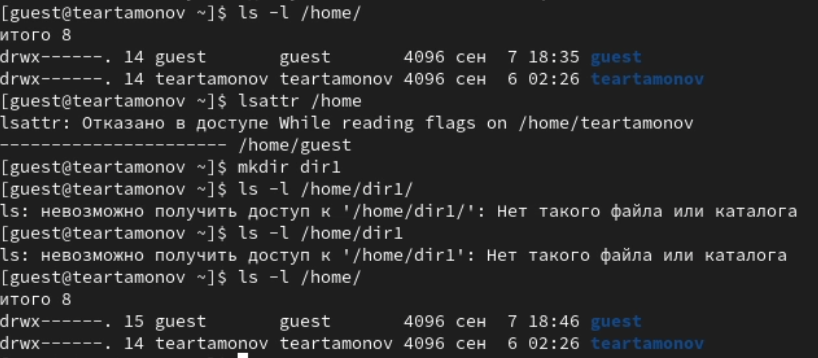 [guest@teartamonov ~]$ ls -l /home/
итого 8
drwx------. 14 guest       guest       4096 сен  7 18:35 guest
drwx------. 14 teartamonov teartamonov 4096 сен  6 02:26 teartamonov
[guest@teartamonov ~]$ lsattr /home
lsattr: Отказано в доступе While reading flags on /home/teartamonov
---------------------- /home/guest
[guest@teartamonov ~]$ mkdir dir1
[guest@teartamonov ~]$ ls -l /home/dir1/
ls: невозможно получить доступ к '/home/dir1/': Нет такого файла или каталога
[guest@teartamonov ~]$ ls -l /home/dir1
ls: невозможно получить доступ к '/home/dir1': Нет такого файла или каталога
[guest@teartamonov ~]$ ls -l /home/
итого 8
drwx------. 15 guest       guest       4096 сен  7 18:46 guest
drwx------. 14 teartamonov teartamonov 4096 сен  6 02:26 teartamonov